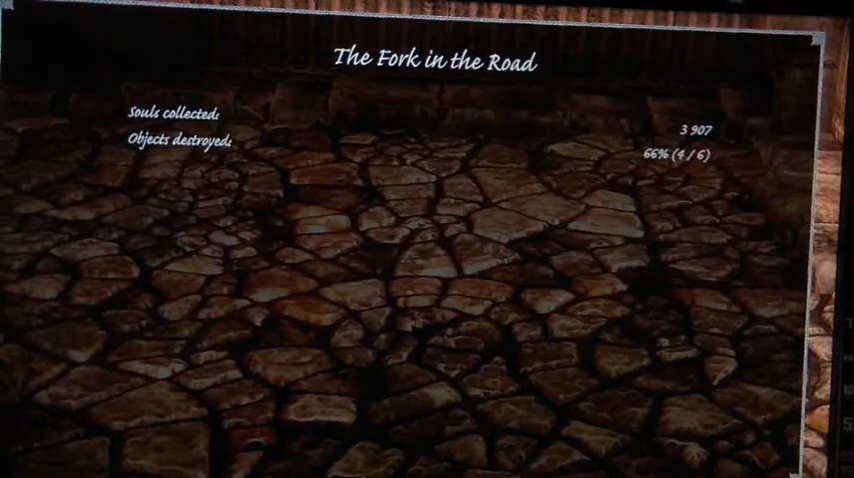 The Fork in the Road
Souls collected: 3 907
Objects destroyed: 66% (4 / 6)